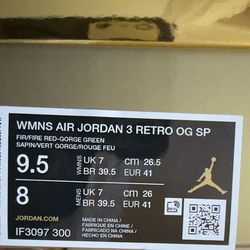 WMNS AIR JORDAN 3 RETRO OG SP
FIR/FIRE RED-GORGE GREEN
SAPIN/VERT GORGE/ROUGE FEU
9.5 WMNS UK 7 cm 26.5
BR 39.5 EUR 41
8 MENS UK 7 cm 26
BR 39.5 EUR 41
JORDAN.COM
IF3097 300
MADE IN CHINA
FABRIQUÉ EN CHINE
FABRICADO EN CHINA
HECHO EN CHINA